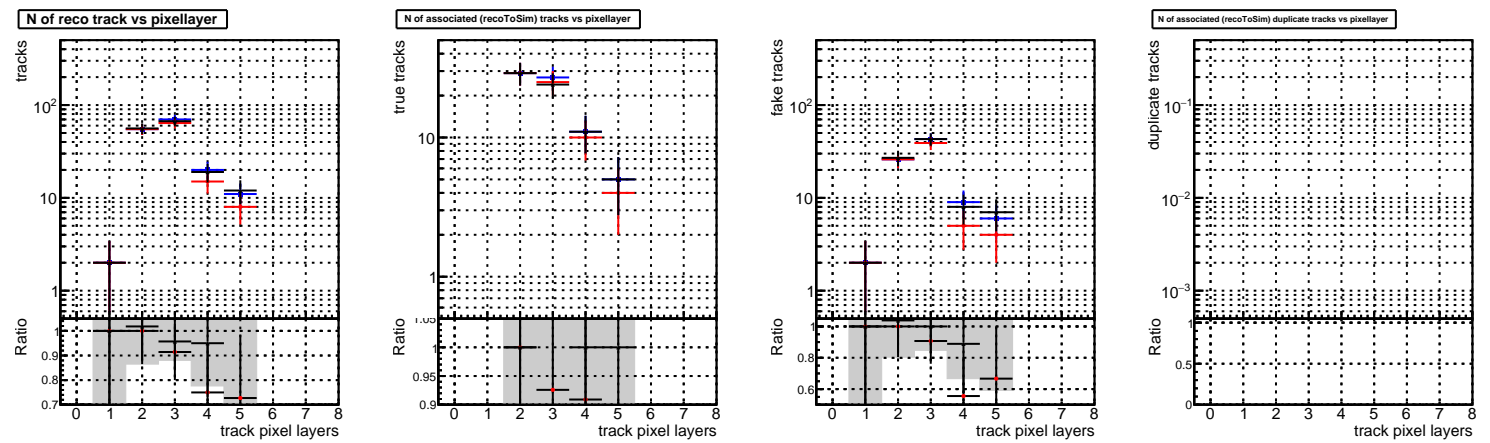 N of reco track vs pixellayer
tracks
10²
10
1
Ratio
1
0.9
0.8
0.7
0 1 2 3 4 5 6 7 8
track pixel layers
N of associated (recoToSim) tracks vs pixellayer
true tracks
10
1
Ratio
1.05
1
0.95
0.9
0 1 2 3 4 5 6 7 8
track pixel layers
fake tracks
10²
10
1
Ratio
1
0.8
0.6
0 1 2 3 4 5 6 7 8
track pixel layers
N of associated (recoToSim) duplicate tracks vs pixellayer
duplicate tracks
10⁻¹
10⁻²
10⁻³
Ratio
1
0.5
0
0 1 2 3 4 5 6 7 8
track pixel layers